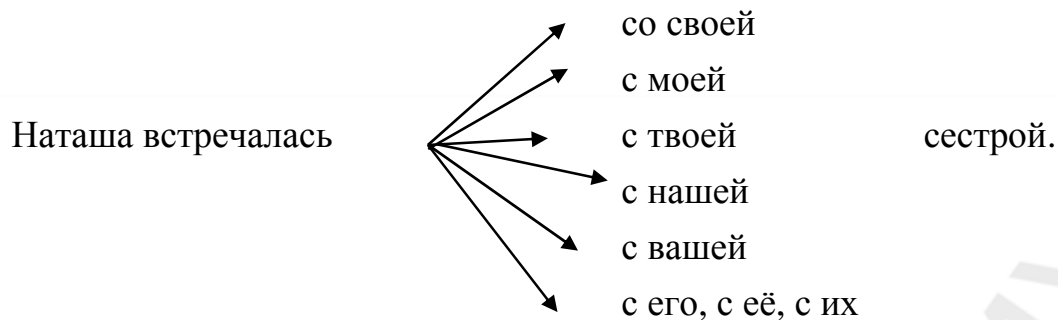 со своей
с моей
Наташа встречалась с твоей сестрой.
с нашей
с вашей
с его, с её, с их